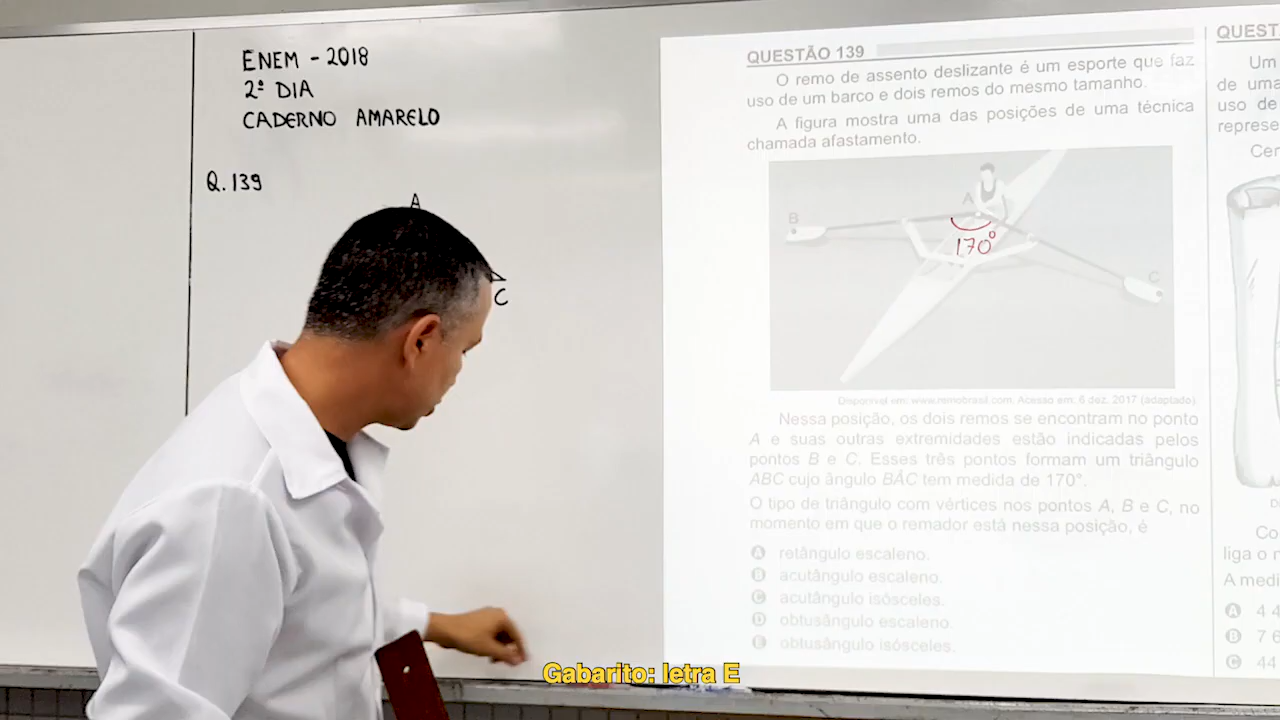 ENEM - 2018
2º DIA
CADERNO AMARELO
Q. 139
A
C
QUESTÃO 139
O remo de assento deslizante é um esporte que faz
uso de um barco e dois remos do mesmo tamanho.
A figura mostra uma das posições de uma técnica
chamada afastamento.
A
B
170°
C
Disponível em: www.remobrasil.com. Acesso em: 6 dez. 2017 (adaptado).
Nessa posição, os dois remos se encontram no ponto
A e suas outras extremidades estão indicadas pelos
pontos B e C. Esses três pontos formam um triângulo
ABC cujo ângulo BÂC tem medida de 170°.
O tipo de triângulo com vértices nos pontos A, B e C, no
momento em que o remador está nessa posição, é
A retângulo escaleno.
B acutângulo escaleno.
C acutângulo isósceles.
D obtusângulo escaleno.
E obtusângulo isósceles.
QUEST
Um
de uma
uso de
represe
Cer
Co
liga o
A medi
A 4 4
B 7 6
C 44
Gabarito: letra E